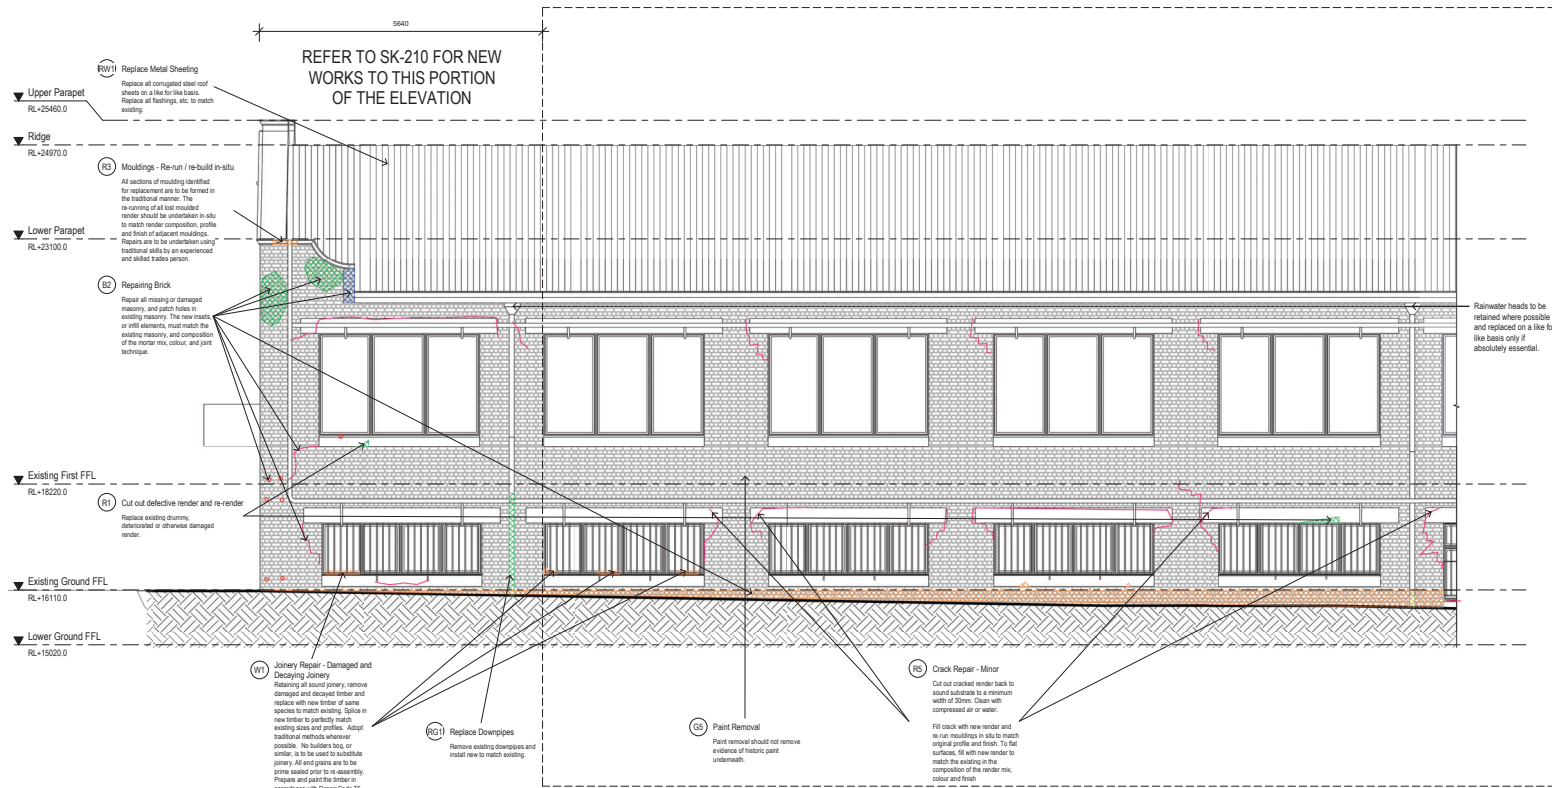 5640
REFER TO SK-210 FOR NEW
WORKS TO THIS PORTION
OF THE ELEVATION
RW1 Replace Metal Sheeting
Replace all corrugated steel roof
sheets on a like for like basis.
Replace all flashings, etc. to match
existing.
Upper Parapet
RL+25460.0
Ridge
RL+24970.0
R3 Mouldings - Re-run / re-build in-situ
All sections of moulding identified
for replacement are to be formed in
the traditional manner. The
re-running of all lost moulded
render should be undertaken in-situ
to match render composition, profile
and finish of adjacent mouldings.
Repairs are to be undertaken using
traditional skills by an experienced
and skilled trades person.
Lower Parapet
RL+23100.0
B2 Repairing Brick
Repair all missing or damaged
masonry, and patch holes in
existing masonry. The new insets,
or infill elements, must match the
existing masonry, and composition
of the mortar mix, colour, and joint
technique.
Rainwater heads to be
retained where possible
and replaced on a like for
like basis only if
absolutely essential.
Existing First FFL
RL+18220.0
R1 Cut out defective render and re-render
Replace existing drummy,
deteriorated or otherwise damaged
render.
Existing Ground FFL
RL+16110.0
Lower Ground FFL
RL+15020.0
W1 Joinery Repair - Damaged and
Decaying Joinery
Retaining all sound joinery, remove
damaged and decayed timber and
replace with new timber of same
species to match existing. Splice in
new timber to perfectly match
existing sizes and profiles. Adopt
traditional methods wherever
possible. No builders bog, or
similar, is to be used to substitute
joinery. All end grains are to be
prime sealed prior to re-assembly.
Prepare and paint the timber in
RG1 Replace Downpipes
Remove existing downpipes and
install new to match existing.
G5 Paint Removal
Paint removal should not remove
evidence of historic paint
underneath.
R5 Crack Repair - Minor
Cut out cracked render back to
sound substrate to a minimum
width of 30mm. Clean with
compressed air or water.
Fill crack with new render and
re-run mouldings in situ to match
original profile and finish. To flat
surfaces, fill with new render to
match the existing in the
composition of the render mix,
colour and finish